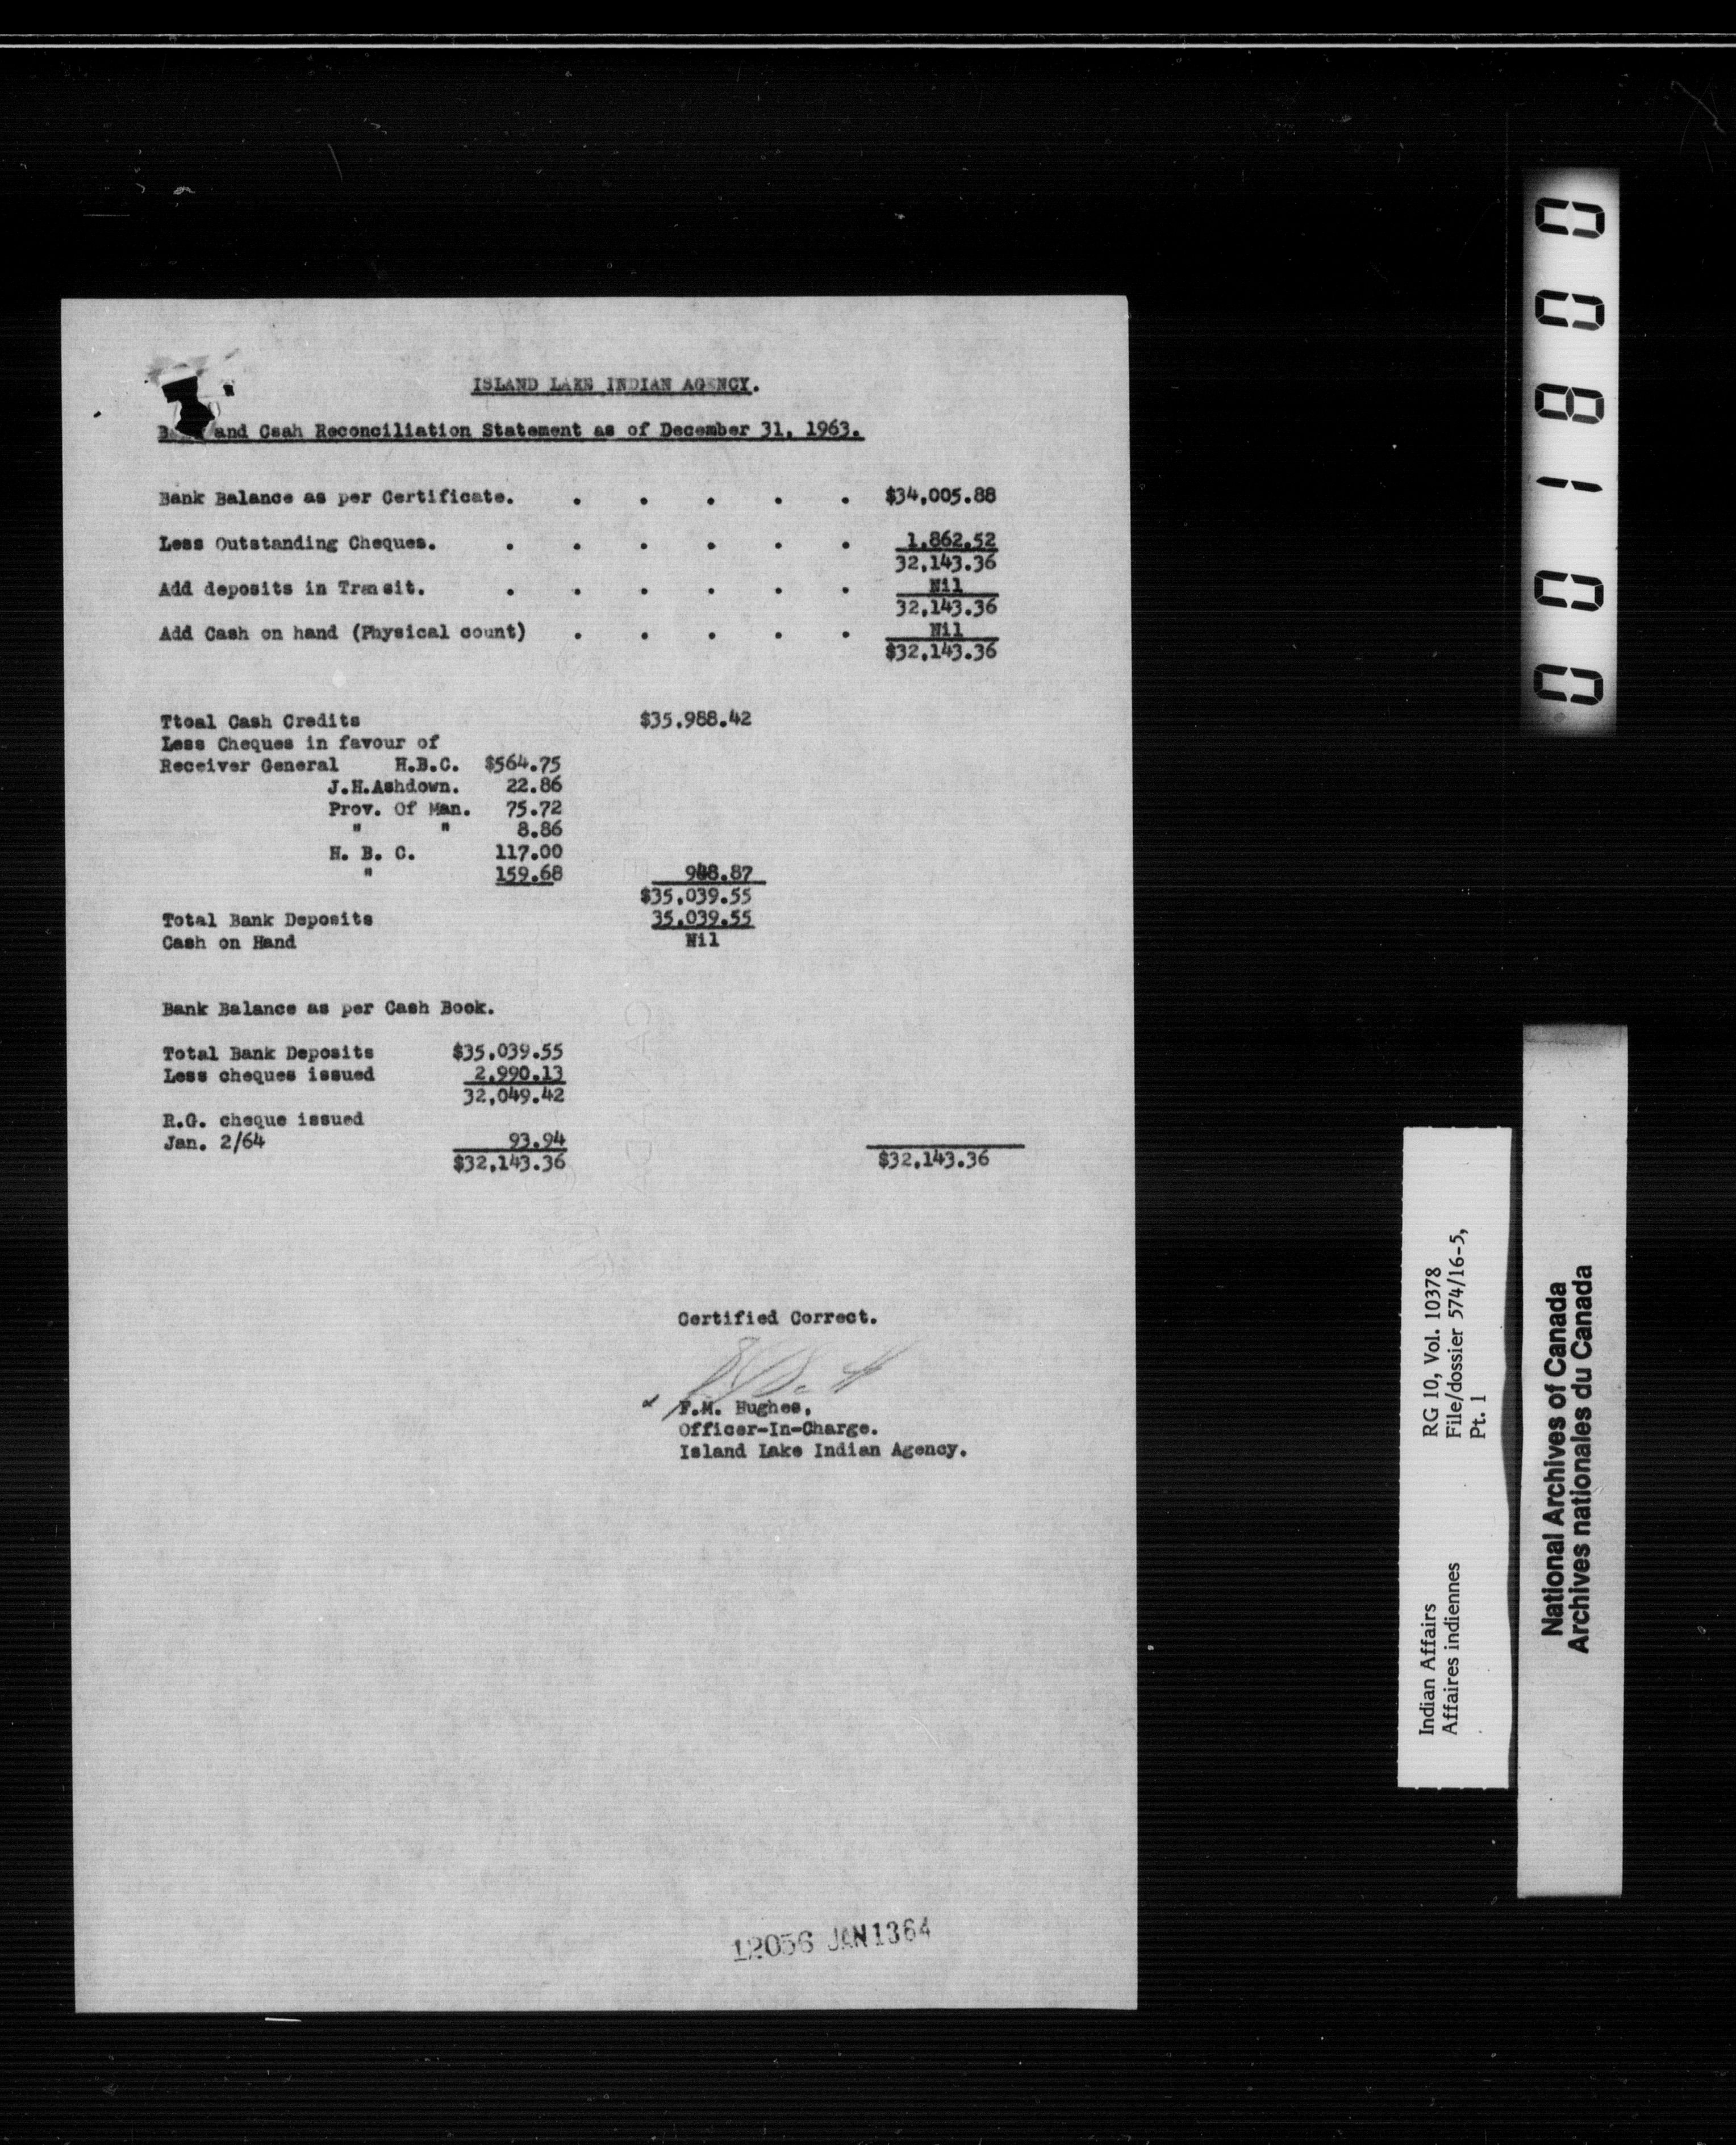 ISLAND LAKE INDIAN AGENCY.
and Csah Reconciliation Statement as of December 31, 1963.
Bank Balance as per Certificate. . . . . . $34,005.88
Less Outstanding Cheques. . . . . . . 1,862.52
32,143.36
Add deposits in Transit. . . . . . . Nil
32,143.36
Add Cash on hand (Physical count) . . . . . Nil
$32,143.36
Ttoal Cash Credits $35.988.42
Less Cheques in favour of
Receiver General H.B.C. $564.75
J.H.Ashdown. 22.86
Prov. Of Man. 75.72
" " 8.86
H. B. C. 117.00
" 159.68 948.87
$35,039.55
Total Bank Deposits 35,039.55
Cash on Hand Nil
Bank Balance as per Cash Book.
Total Bank Deposits $35,039.55
Less cheques issued 2,990.13
32,049.42
R.G. cheque issued
Jan. 2/64 93.94
$32,143.36 $32,143.36
Certified Correct.
F.M. Hughes,
Officer-In-Charge.
Island Lake Indian Agency.
12056 JAN 13 64
001800
Indian Affairs RG 10, Vol. 10378
Affaires indiennes File/dossier 574/16-5,
Pt. 1
National Archives of Canada
Archives nationales du Canada